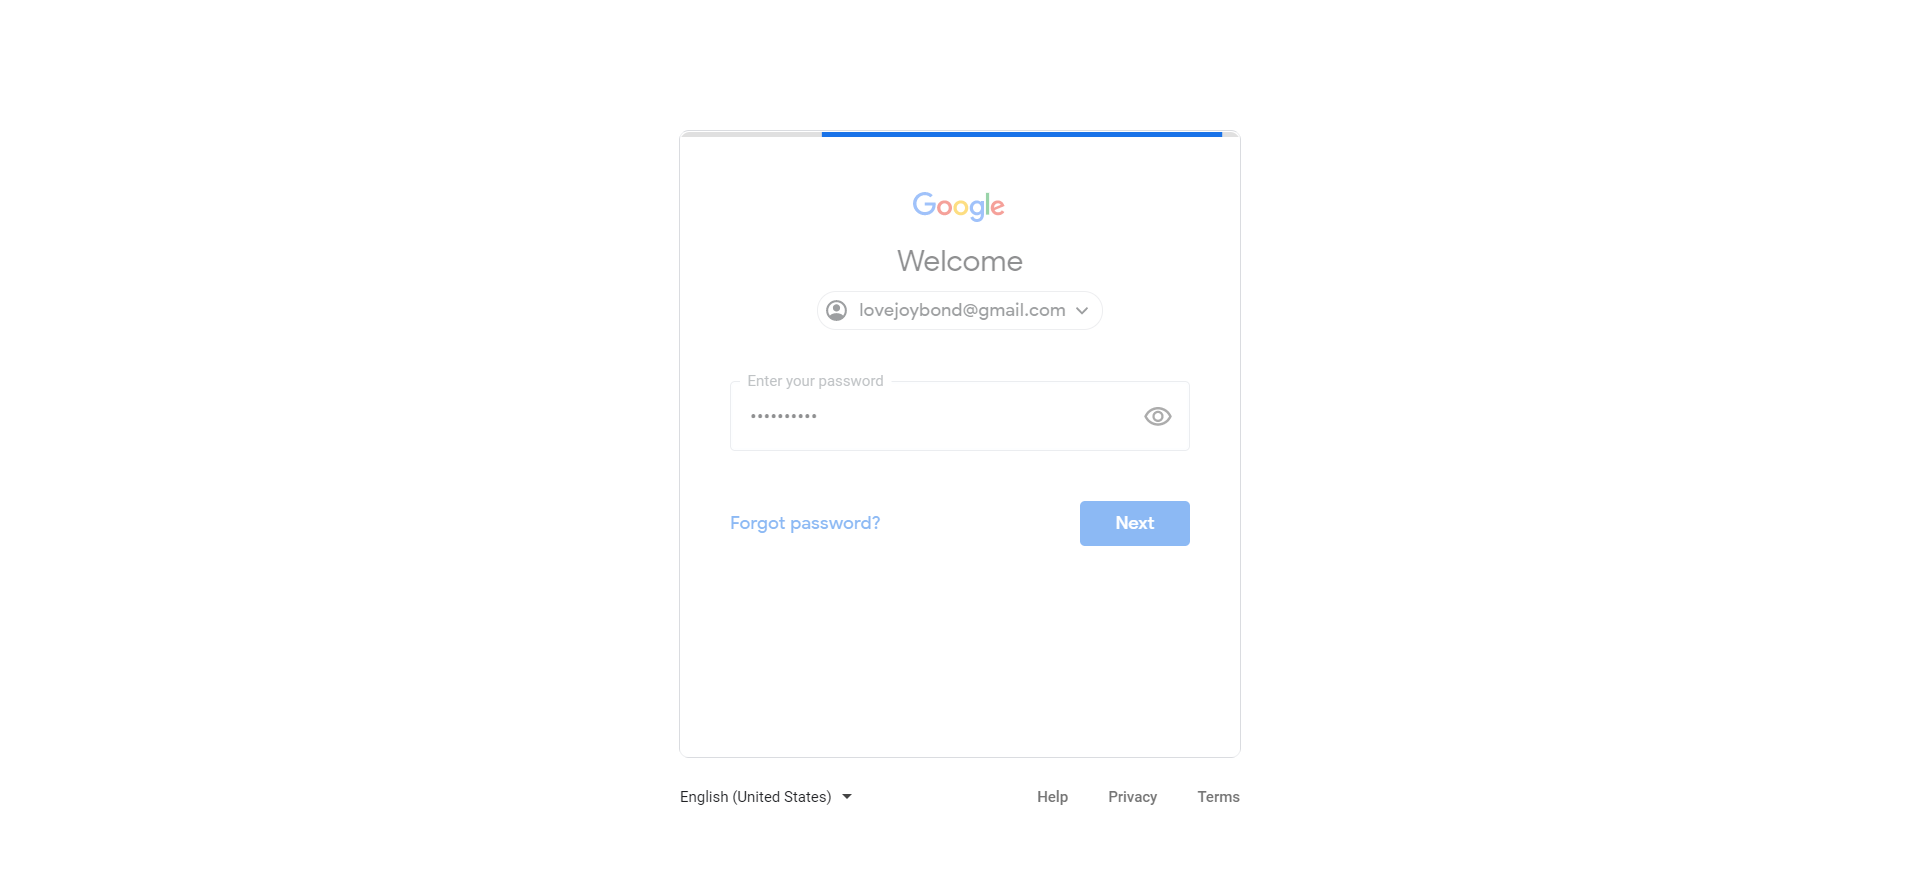 Google
Welcome
lovejoybond@gmail.com
Enter your password
••••••••••
Forgot password?
Next
English (United States)
Help
Privacy
Terms